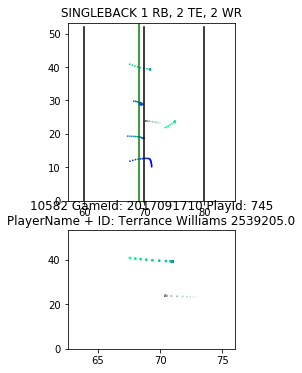 SINGLEBACK 1 RB, 2 TE, 2 WR
50
40
30
20
10
0
60 70 80
10582 GameId: 2017091710 PlayId: 745
PlayerName + ID: Terrance Williams 2539205.0
40
20
0
65 70 75